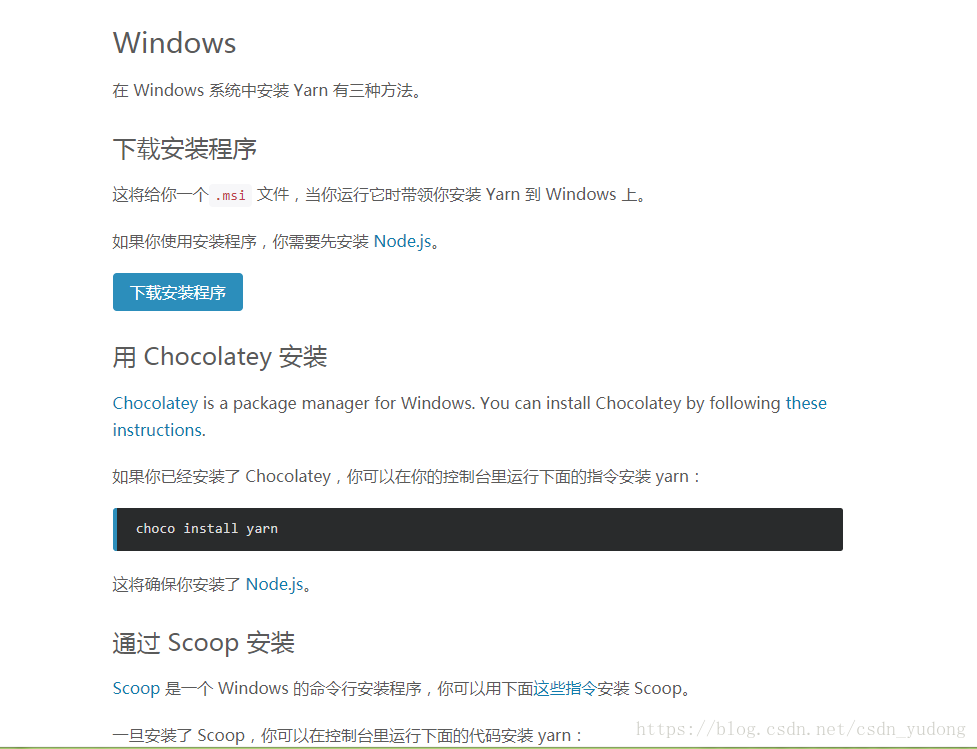 Windows
在 Windows 系统中安装 Yarn 有三种方法。
下载安装程序
这将给你一个 .msi 文件，当你运行它时带领你安装 Yarn 到 Windows 上。
如果你使用安装程序，你需要先安装 Node.js。
下载安装程序
用 Chocolatey 安装
Chocolatey is a package manager for Windows. You can install Chocolatey by following these
instructions.
如果你已经安装了 Chocolatey，你可以在你的控制台里运行下面的指令安装 yarn：
choco install yarn
这将确保你安装了 Node.js。
通过 Scoop 安装
Scoop 是一个 Windows 的命令行安装程序，你可以用下面这些指令安装 Scoop。
一旦安装了 Scoop，你可以在控制台里运行下面的代码安装 yarn：
https://blog.csdn.net/csdn_yudong